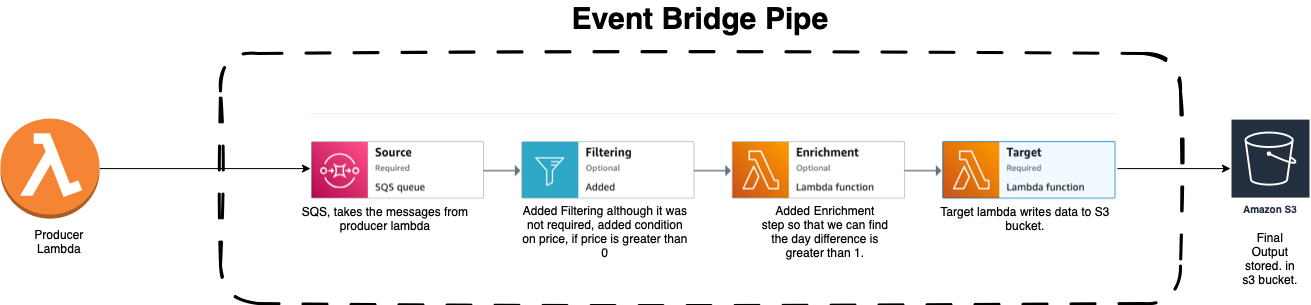 Event Bridge Pipe
Source
Required
SQS queue
Filtering
Optional
Added
Enrichment
Optional
Lambda function
Target
Required
Lambda function
SQS, takes the messages from
producer lambda
Added Filtering although it was
not required, added condition
on price, if price is greater than
0
Added Enrichment
step so that we can find
the day difference is
greater than 1.
Target lambda writes data to S3
bucket.
Producer
Lambda
Amazon S3
Final
Output
stored. in
s3 bucket.